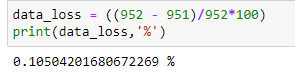 data_loss = ((952 - 951)/952*100)
print(data_loss,'%')
0.10504201680672269 %